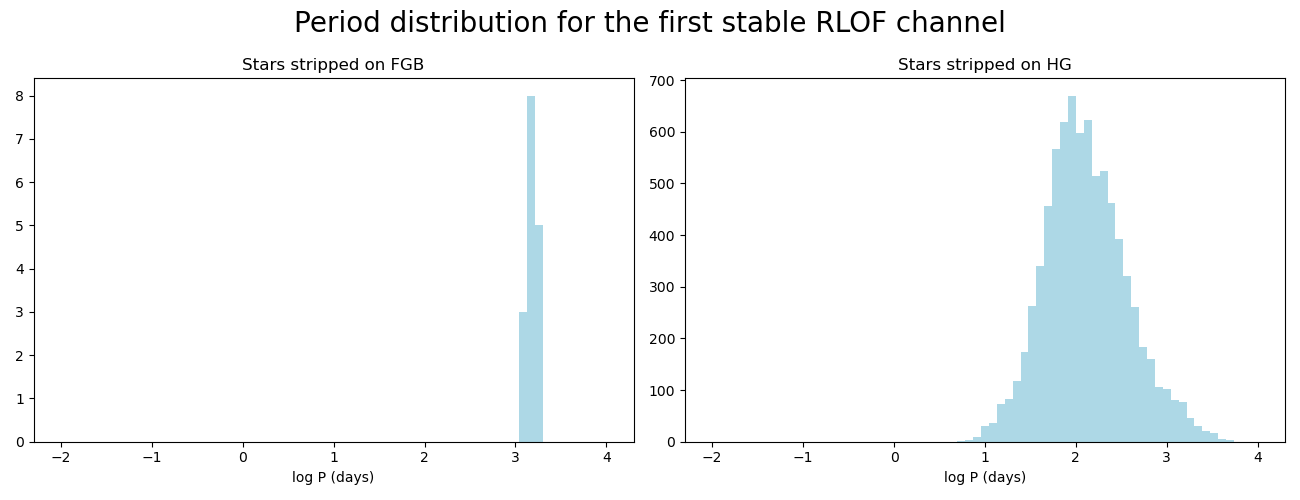 Period distribution for the first stable RLOF channel
Stars stripped on FGB
8
7
6
5
4
3
2
1
0
−2 −1 0 1 2 3 4
log P (days)
Stars stripped on HG
700
600
500
400
300
200
100
0
−2 −1 0 1 2 3 4
log P (days)